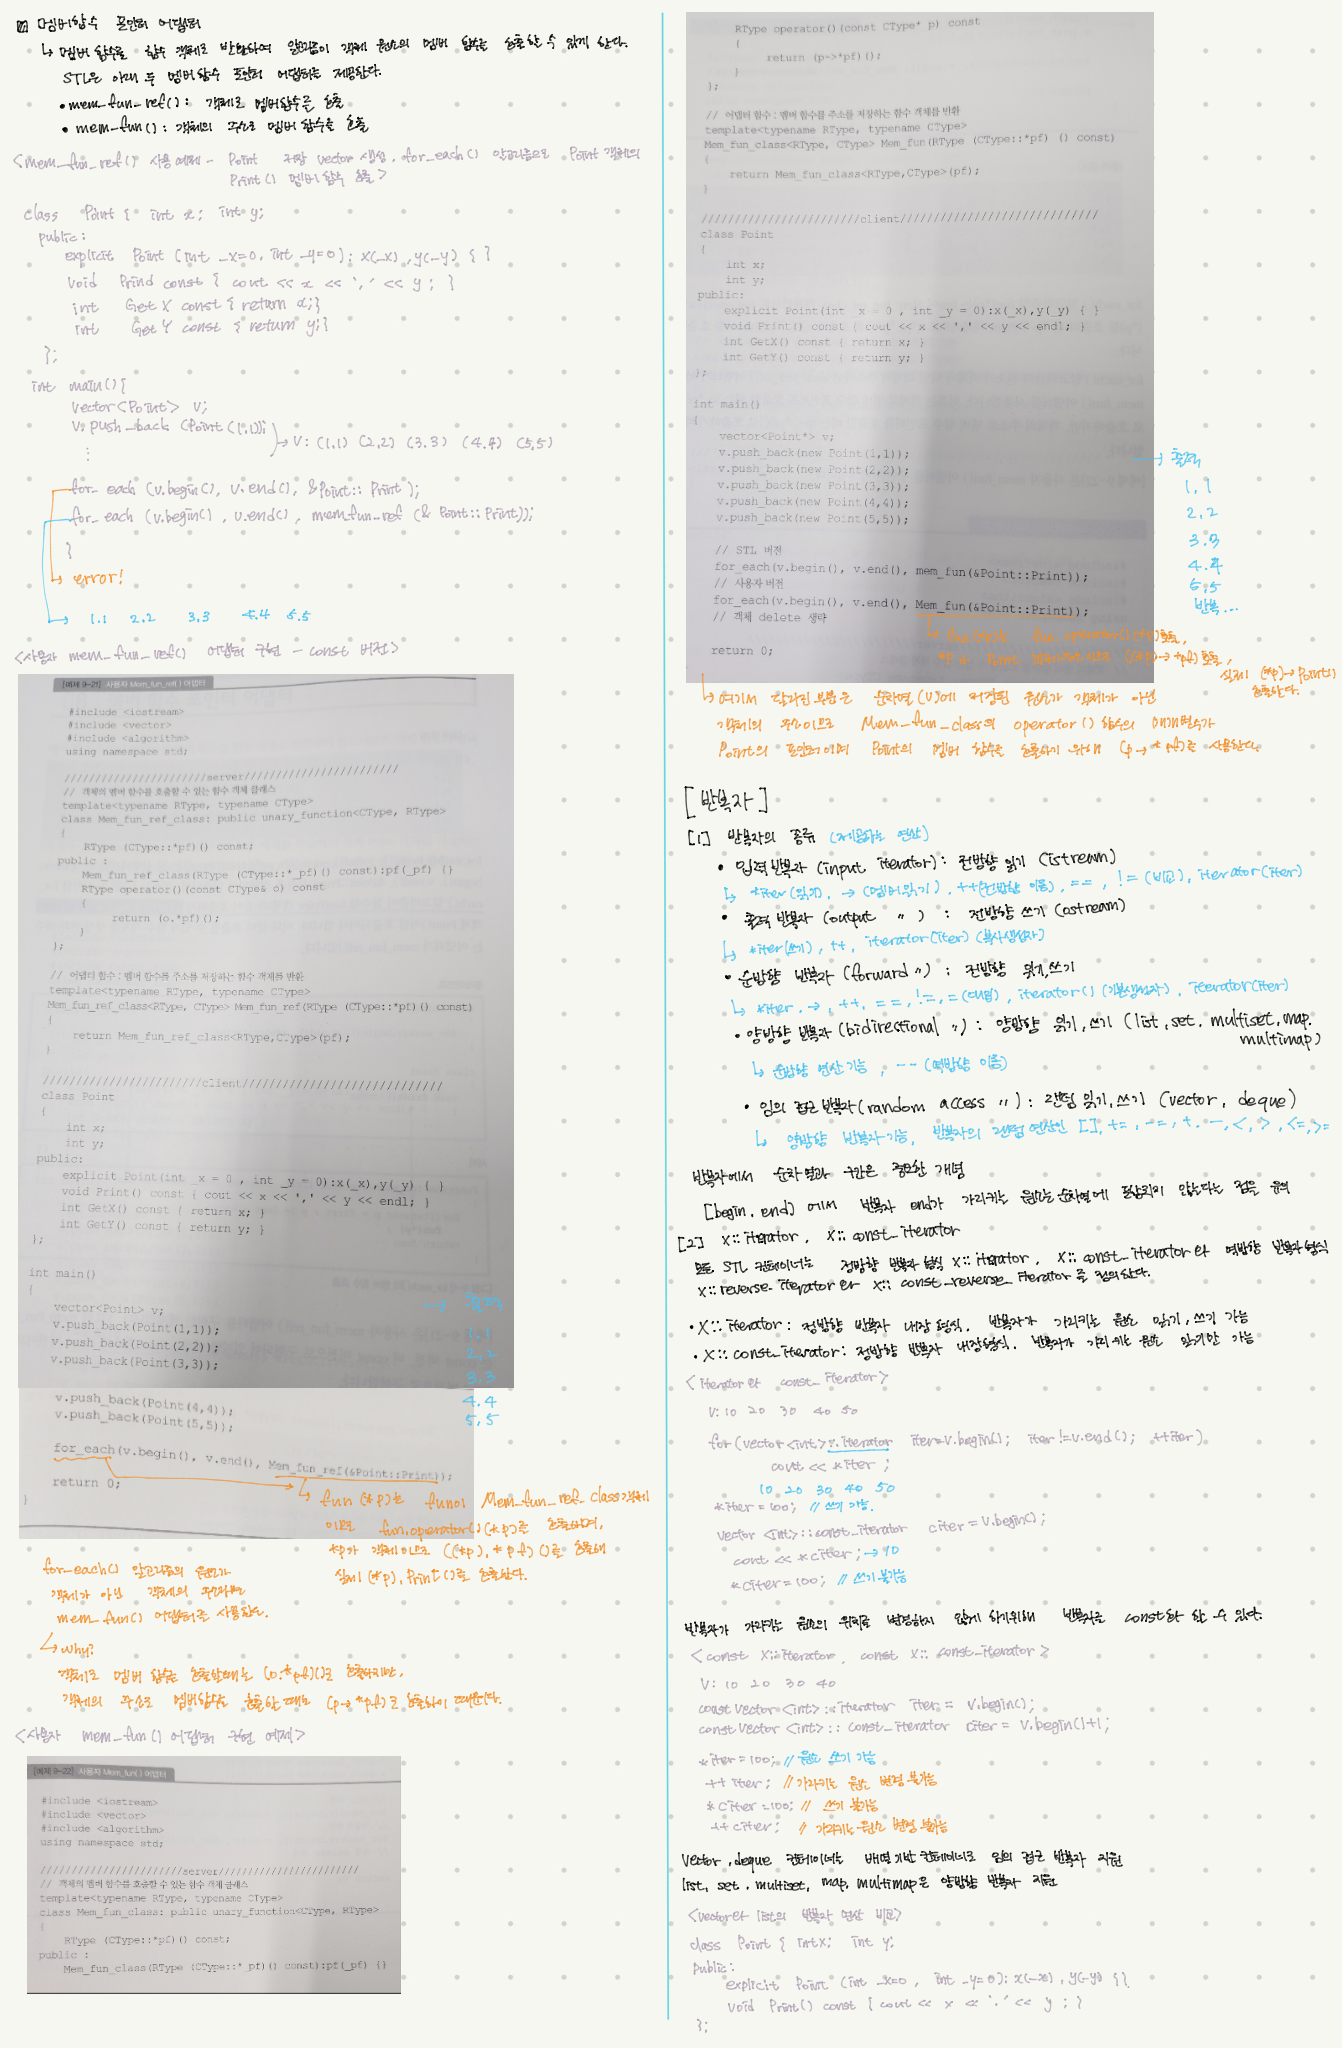 멤버함수 포인터 어댑터
↳ 멤버함수를 함수 객체로 변환하여 알고리즘이 객체 원소의 멤버 함수를 호출할 수 있게 한다.
STL은 아래 두 멤버함수 포인터 어댑터를 제공한다.
• mem_fun_ref() : 객체로 멤버함수를 호출
• mem_fun() : 객체의 주소로 멤버 함수를 호출
<mem_fun_ref() 사용 예제 - Point 저장 vector 생성, for_each() 알고리즘으로 Point 객체의
Print() 멤버 함수 호출>
class Point { int x; int y;
public:
explicit Point (int _x=0, int _y=0): x(_x), y(_y) { }
void Print const { cout << x << ',' << y ; }
int Get X const { return x;}
int Get Y const { return y;}
};
int main(){
vector<Point> v;
v.push_back (Point(1,1));
→ v: (1,1) (2,2) (3,3) (4,4) (5,5)
⋮
for_each (v.begin(), v.end(), &Point::Print );
for_each (v.begin(), v.end(), mem_fun_ref (& Point::Print));
}
↳ error!
→ 1.1 2.2 3.3 4.4 5.5
<사용자 mem_fun_ref() 어댑터 구현 - const 버전>
[예제 9-21] 사용자 Mem_fun_ref() 어댑터
#include <iostream>
#include <vector>
#include <algorithm>
using namespace std;
////////////////////////server//////////////////////////
// 객체의 멤버 함수를 호출할 수 있는 함수 객체 클래스
template<typename RType, typename CType>
class Mem_fun_ref_class: public unary_function<CType, RType>
{
RType (CType::*pf)() const;
public :
Mem_fun_ref_class(RType (CType::*_pf)() const):pf(_pf) {}
RType operator()(const CType& o) const
{
return (o.*pf)();
}
};
// 어댑터 함수 : 멤버 함수를 주소를 저장하는 함수 객체를 반환
template<typename RType, typename CType>
Mem_fun_ref_class<RType, CType> Mem_fun_ref(RType (CType::*pf)() const)
{
return Mem_fun_ref_class<RType,CType>(pf);
}
////////////////////////client//////////////////////////////
class Point
{
int x;
int y;
public:
explicit Point(int _x = 0 , int _y = 0):x(_x),y(_y) { }
void Print() const { cout << x << ',' << y << endl; }
int GetX() const { return x; }
int GetY() const { return y; }
};
int main()
{
vector<Point> v;
v.push_back(Point(1,1));
v.push_back(Point(2,2));
v.push_back(Point(3,3));
→ 출력
1,1
2,2
3.3
4.4
5,5
v.push_back(Point(4,4));
v.push_back(Point(5,5));
for_each(v.begin(), v.end(), Mem_fun_ref(&Point::Print));
return 0;
}
↳ fun (*p)는 fun이 Mem_fun_ref_class객체
이므로 fun.operator()(*p)를 호출하며,
*p가 객체이므로 ((*p).*pf)()를 호출해
실제 (*p).Print()를 호출한다.
for_each() 알고리즘의 원소가
객체가 아닌 객체의 주소라면
mem_fun() 어댑터를 사용한다.
↳ why?
객체로 멤버 함수를 호출할때는 (o.*pf)()로 호출하지만,
객체의 주소로 멤버함수를 호출할 때는 (p→*pf)로 호출하기 때문이다.
<사용자 mem_fun() 어댑터 구현 예제>
[예제 9-22] 사용자 Mem_fun() 어댑터
#include <iostream>
#include <vector>
#include <algorithm>
using namespace std;
////////////////////////server//////////////////////////
// 객체의 멤버 함수를 호출할 수 있는 함수 객체 클래스
template<typename RType, typename CType>
class Mem_fun_class: public unary_function<CType, RType>
{
RType (CType::*pf)() const;
public :
Mem_fun_class(RType (CType::*_pf)() const):pf(_pf) {}
RType operator()(const CType* p) const
{
return (p->*pf)();
}
};
// 어댑터 함수 : 멤버 함수를 주소를 저장하는 함수 객체를 반환
template<typename RType, typename CType>
Mem_fun_class<RType, CType> Mem_fun(RType (CType::*pf) () const)
{
return Mem_fun_class<RType,CType>(pf);
}
////////////////////////client//////////////////////////////
class Point
{
int x;
int y;
public:
explicit Point(int _x = 0 , int _y = 0):x(_x),y(_y) { }
void Print() const { cout << x << ',' << y << endl; }
int GetX() const { return x; }
int GetY() const { return y; }
};
int main()
{
vector<Point*> v;
v.push_back(new Point(1,1));
v.push_back(new Point(2,2));
v.push_back(new Point(3,3));
v.push_back(new Point(4,4));
v.push_back(new Point(5,5));
→ 출력
1,1
2,2
3.3
4.4
5,5
반복...
// STL 버전
for_each(v.begin(), v.end(), mem_fun(&Point::Print));
// 사용자 버전
for_each(v.begin(), v.end(), Mem_fun(&Point::Print));
// 객체 delete 생략
return 0;
실제 (*p)→Print()
호출한다.
↳ 여기서 달라진 부분은 순차열(v)에 저장된 원소가 객체가 아닌
객체의 주소이므로 Mem_fun_class의 operator() 함수의 매개변수가
Point의 포인터이며 Point의 멤버 함수를 호출하기 위해 (p→*pf)를 사용한다.
[반복자]
[1] 반복자의 종류 (제공하는 연산)
• 입력 반복자 (input iterator) : 전방향 읽기 (istream)
↳ *iter(읽기), → (멤버읽기), ++(전방향 이동), ==, != (비교), iterator(iter)
• 출력 반복자 (output 〃) : 전방향 쓰기 (ostream)
↳ *iter(쓰기), ++, iterator(iter) (복사생성자)
• 순방향 반복자 (forward 〃) : 전방향 읽기,쓰기
↳ *iter, →, ++, ==, !=, =(대입), iterator() (기본생성자), iterator(iter)
• 양방향 반복자 (bidirectional 〃) : 양방향 읽기,쓰기 (list, set, multiset, map,
multimap)
↳ 순방향 연산기능, -- (역방향 이동)
• 임의 접근 반복자 (random access 〃) : 랜덤 읽기,쓰기 (vector, deque)
↳ 양방향 반복자기능, 반복자의 랜덤 연산인 [], +=, -=, +, -, <, >, <=, >=
반복자에서 순차열과 구간은 중요한 개념
[begin, end) 에서 반복자 end가 가리키는 원소는 순차열에 포함되지 않는다는 점을 유의
[2] X::iterator, X::const_iterator
모든 STL 컨테이너는 정방향 반복자 형식 X::iterator, X::const_iterator와 역방향 반복자 형식
X::reverse_iterator와 X::const_reverse_iterator를 정의한다.
• X::iterator: 정방향 반복자 내장 형식. 반복자가 가리키는 원소 읽기,쓰기 가능
• X::const_iterator: 정방향 반복자 내장형식. 반복자가 가리키는 원소 읽기만 가능
<iterator와 const_iterator>
V: 10 20 30 40 50
for (vector<int>::iterator iter=v.begin(); iter!=v.end(); ++iter)
cout << *iter ;
10 20 30 40 50
*iter = 100; // 쓰기 가능.
vector <int>::const_iterator citer = v.begin();
cout << *citer ; → 10
*citer = 100; // 쓰기 불가능
반복자가 가리키는 원소의 위치를 변경하지 않게 하기위해 반복자를 const화 할 수 있다.
<const X::iterator, const X::const_iterator>
V: 10 20 30 40
const vector <int>::iterator iter = v.begin();
const vector <int>::const_iterator citer = v.begin()+1;
*iter = 100; // 원소 쓰기 가능
++iter; // 가리키는 원소 변경 불가능
*citer = 100; // 쓰기 불가능
++citer; // 가리키는 원소 변경 불가능
Vector, deque 컨테이너는 배열 기반 컨테이너로 임의 접근 반복자 지원
list, set, multiset, map, multimap은 양방향 반복자 지원
<vector와 list의 반복자 연산 비교>
class Point { int x; int y;
public:
explicit Point (int _x=0, int _y=0): x(_x), y(_y) {}
void Print() const { cout << x << ',' << y ; }
};